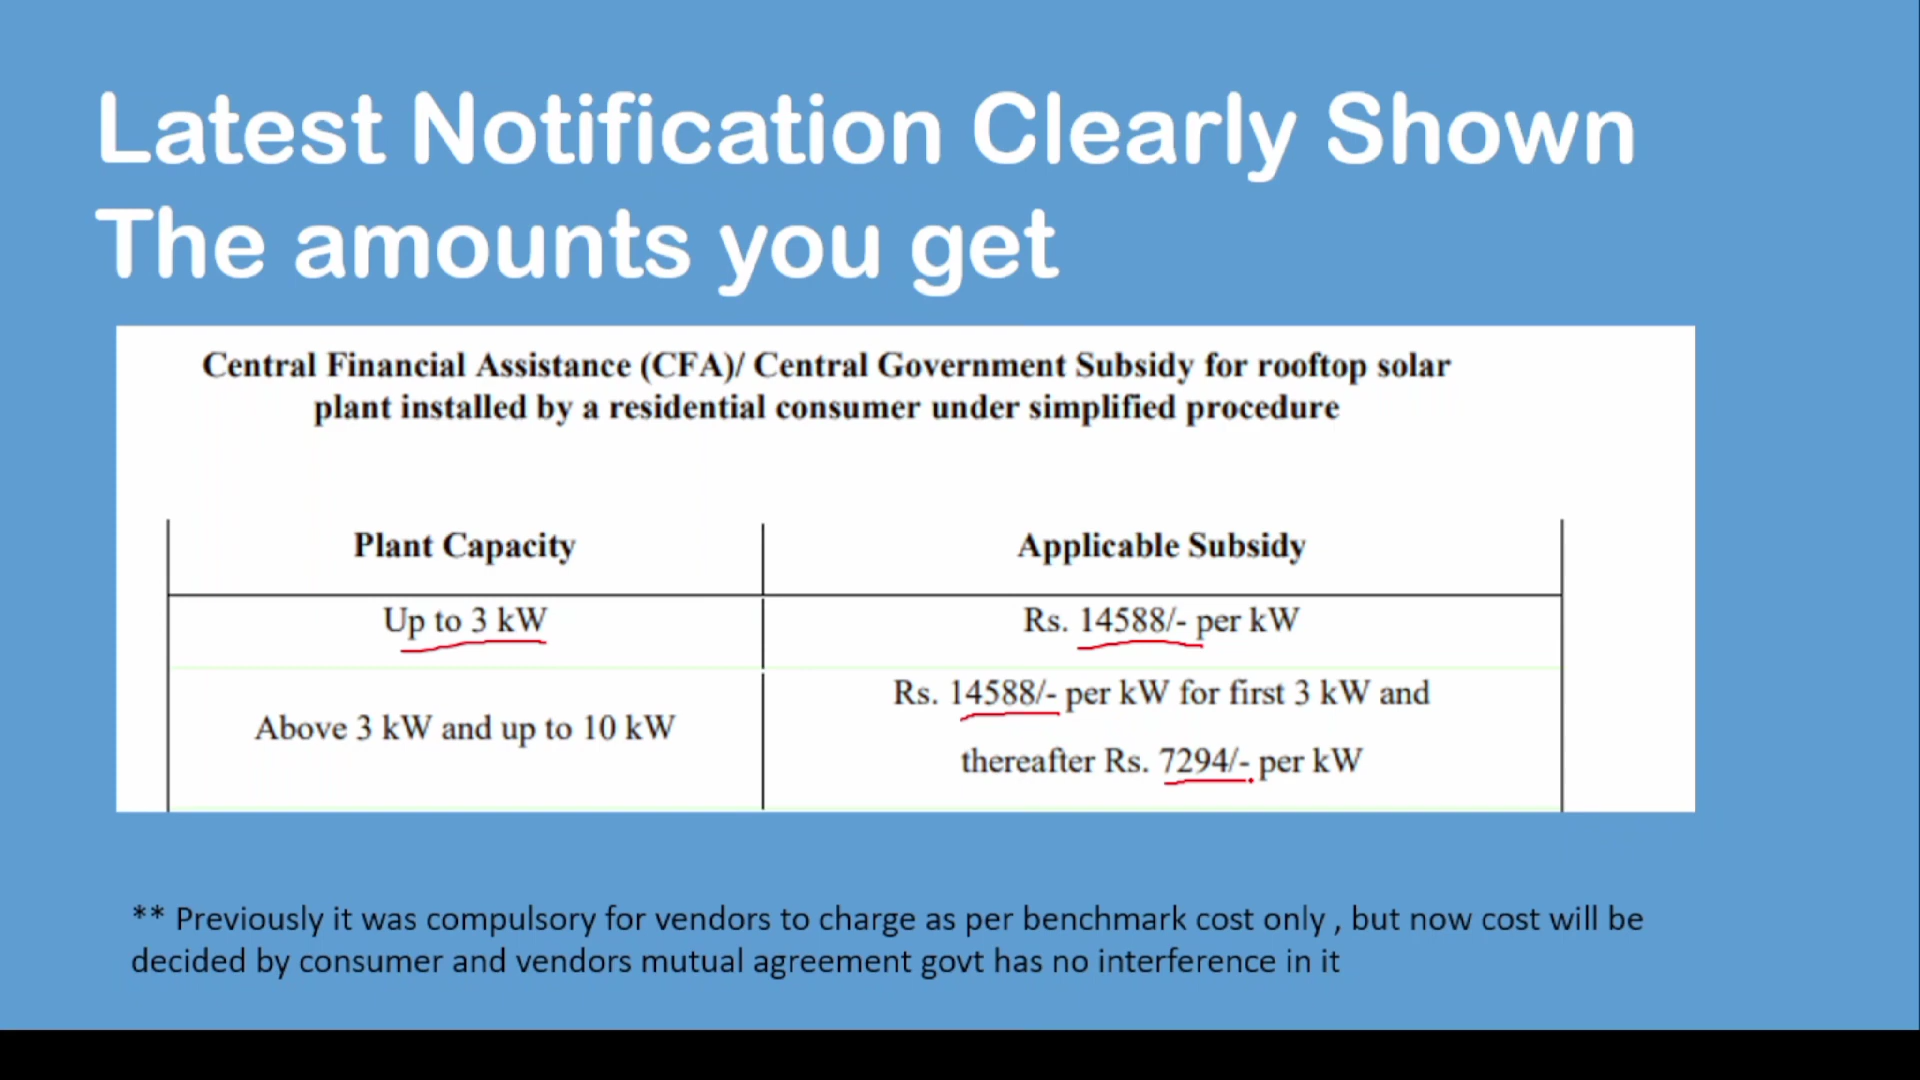 Latest Notification Clearly Shown
The amounts you get
Central Financial Assistance (CFA)/ Central Government Subsidy for rooftop solar
plant installed by a residential consumer under simplified procedure
Plant Capacity
Applicable Subsidy
Up to 3 kW
Rs. 14588/- per kW
Above 3 kW and up to 10 kW
Rs. 14588/- per kW for first 3 kW and
thereafter Rs. 7294/- per kW
** Previously it was compulsory for vendors to charge as per benchmark cost only , but now cost will be
decided by consumer and vendors mutual agreement govt has no interference in it